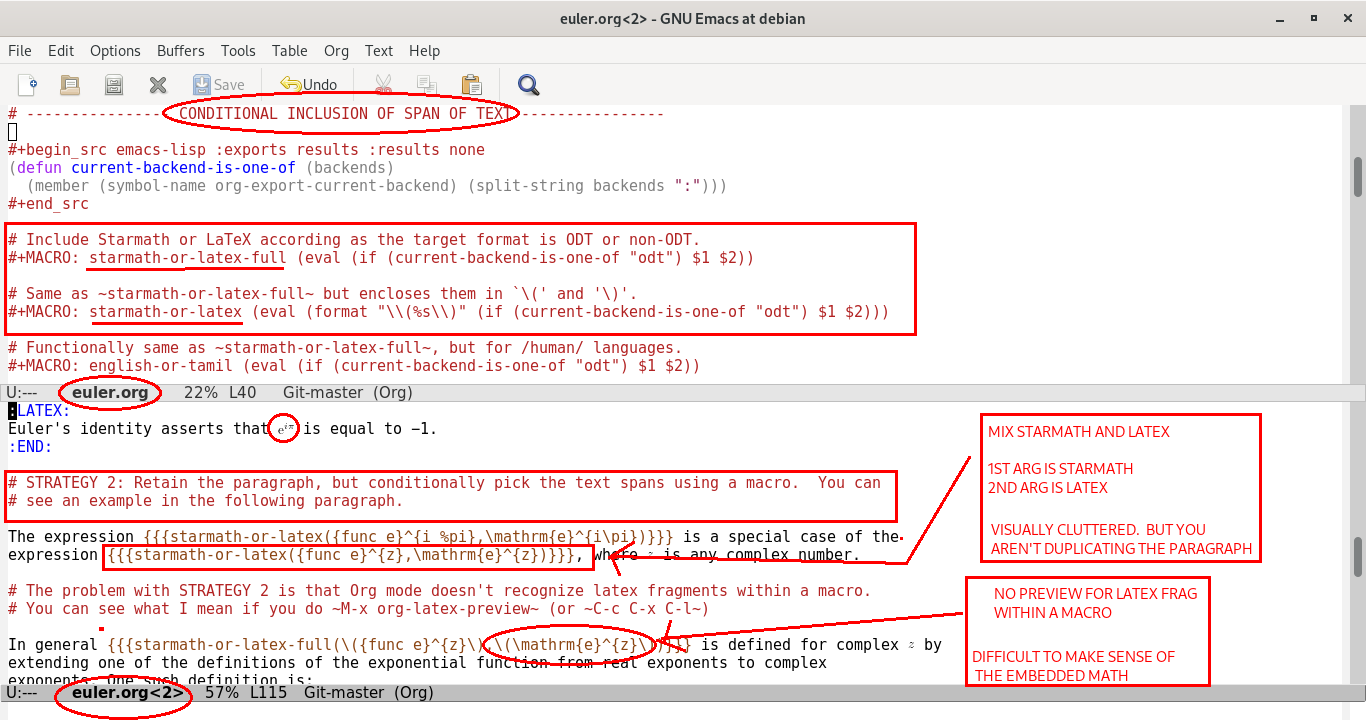 euler.org<2> - GNU Emacs at debian
File Edit Options Buffers Tools Table Org Text Help
Save Undo
# --------------- CONDITIONAL INCLUSION OF SPAN OF TEXT ----------------
#+begin_src emacs-lisp :exports results :results none
(defun current-backend-is-one-of (backends)
  (member (symbol-name org-export-current-backend) (split-string backends ":")))
#+end_src
# Include Starmath or LaTeX according as the target format is ODT or non-ODT.
#+MACRO: starmath-or-latex-full (eval (if (current-backend-is-one-of "odt") $1 $2))
# Same as ~starmath-or-latex-full~ but encloses them in `\(' and '\)'.
#+MACRO: starmath-or-latex (eval (format "\\(%s\\)" (if (current-backend-is-one-of "odt") $1 $2)))
# Functionally same as ~starmath-or-latex-full~, but for /human/ languages.
#+MACRO: english-or-tamil (eval (if (current-backend-is-one-of "odt") $1 $2))
U:--- euler.org 22% L40 Git-master (Org)
:LATEX:
Euler's identity asserts that e^{iπ} is equal to −1.
:END:
# STRATEGY 2: Retain the paragraph, but conditionally pick the text spans using a macro.  You can
# see an example in the following paragraph.
The expression {{{starmath-or-latex({func e}^{i %pi},\mathrm{e}^{i\pi})}}} is a special case of the
expression {{{starmath-or-latex({func e}^{z},\mathrm{e}^{z})}}}, where z is any complex number.
# The problem with STRATEGY 2 is that Org mode doesn't recognize latex fragments within a macro.
# You can see what I mean if you do ~M-x org-latex-preview~ (or ~C-c C-x C-l~)
In general {{{starmath-or-latex-full(\({func e}^{z}\),\(\mathrm{e}^{z}\))}}} is defined for complex z by
extending one of the definitions of the exponential function from real exponents to complex
exponents. One such definition is:
U:--- euler.org<2> 57% L115 Git-master (Org)
MIX STARMATH AND LATEX
1ST ARG IS STARMATH
2ND ARG IS LATEX
VISUALLY CLUTTERED. BUT YOU
AREN'T DUPLICATING THE PARAGRAPH
NO PREVIEW FOR LATEX FRAG
WITHIN A MACRO
DIFFICULT TO MAKE SENSE OF
THE EMBEDDED MATH